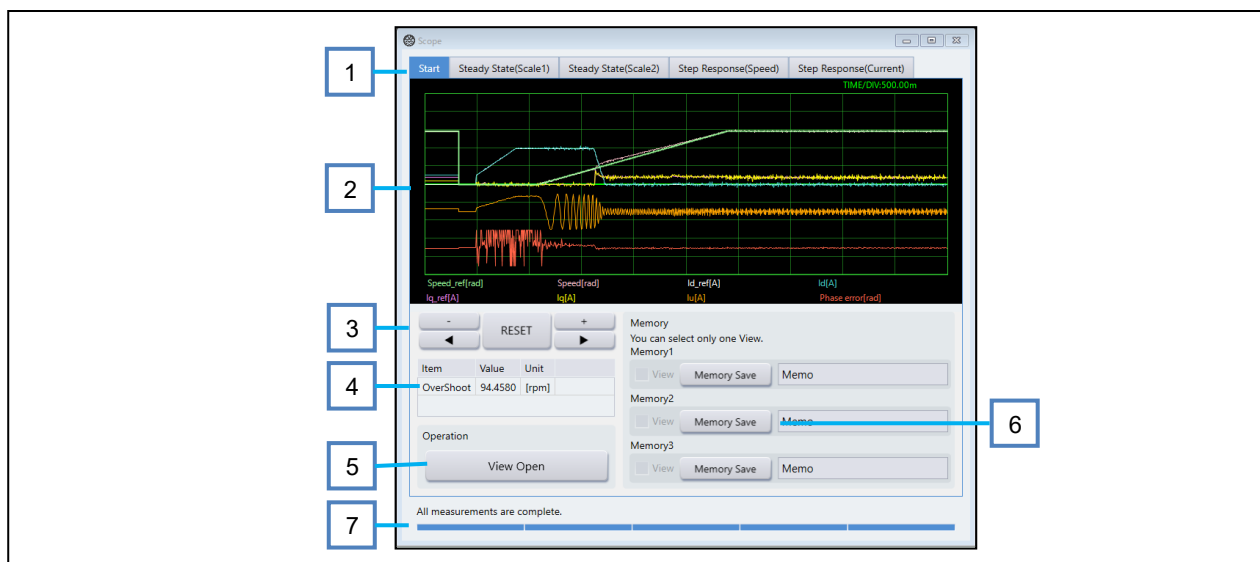 Scope
1
Start Steady State(Scale1) Steady State(Scale2) Step Response(Speed) Step Response(Current)
TIME/DIV:500.00m
2
Speed_ref[rad] Speed[rad] Id_ref[A] Id[A]
Iq_ref[A] Iq[A] Iu[A] Phase error[rad]
3
- RESET +
◀ ▶
Memory
You can select only one View.
Memory1
View Memory Save Memo
4
Item Value Unit
OverShoot 94.4580 [rpm]
Memory2
View Memory Save Memo
6
Operation
Memory3
5
View Open
View Memory Save Memo
7
All measurements are complete.